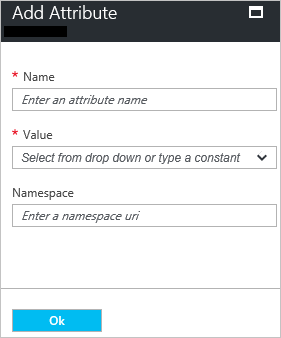 Add Attribute
* Name
Enter an attribute name
* Value
Select from drop down or type a constant
Namespace
Enter a namespace uri
Ok